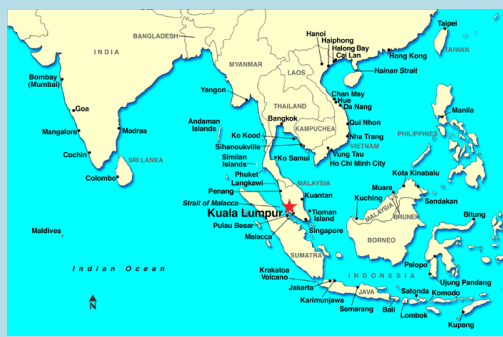 Taipei
TAIWAN
BANGLADESH
Hanoi
Haiphong
Halong Bay
Cai Lan
Hong Kong
INDIA
MYANMAR
LAOS
Hainan Strait
Bombay
(Mumbai)
Yangon
Goa
THAILAND
Chan May
Hue
Da Nang
Manila
Bangkok
Mangalore
Madras
Andaman
Islands
Ko Kood
KAMPUCHEA
Qui Nhon
PHILIPPINES
Sihanoukville
Nha Trang
VIETNAM
Cochin
SRI LANKA
Similan
Islands
Ko Samui
Vung Tau
Ho Chi Minh City
Colombo
Phuket
Langkawi
MALAYSIA
Kota Kinabalu
Penang
Kuantan
Muara
Sandakan
Strait of Malacca
Kuala Lumpur
Tioman
Island
Kuching
MALAYSIA
BRUNEI
Bitung
Maldives
Pulau Besar
Singapore
Malacca
BORNEO
SUMATRA
Palopo
Indian Ocean
Krakatoa
Volcano
INDONESIA
Ujung Pandang
Jakarta
JAVA
Satonda
Komodo
N
Karimunjawa
Semarang
Bali
Lombok
Kupang